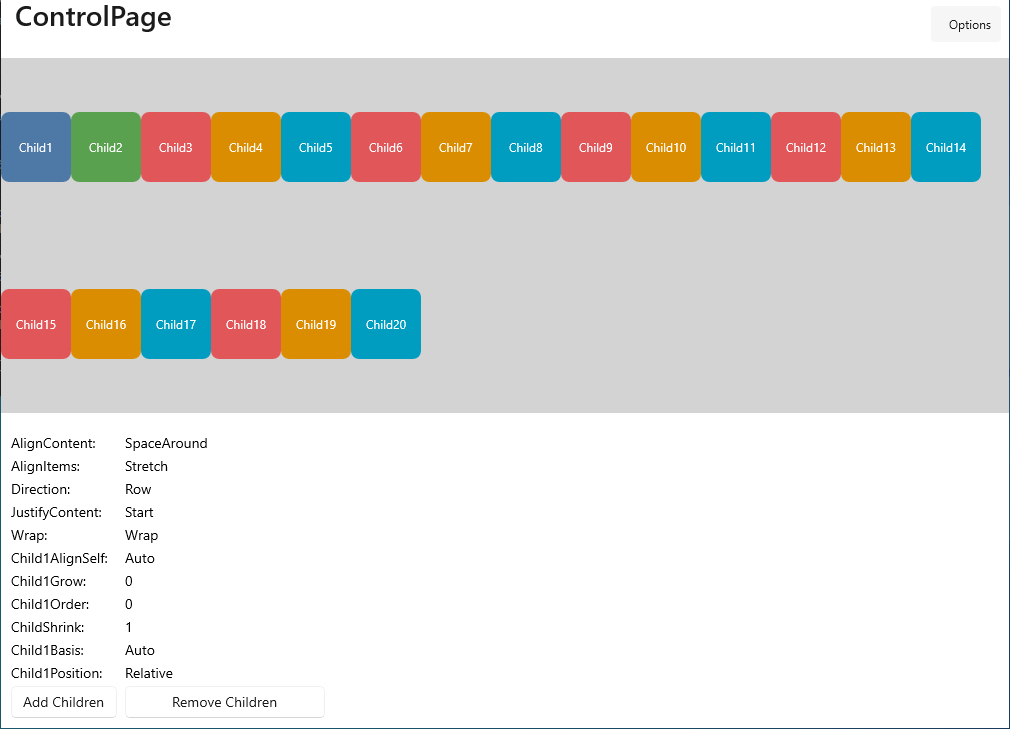 ControlPage
Options
Child1 Child2 Child3 Child4 Child5 Child6 Child7 Child8 Child9 Child10 Child11 Child12 Child13 Child14
Child15 Child16 Child17 Child18 Child19 Child20
AlignContent: SpaceAround
AlignItems: Stretch
Direction: Row
JustifyContent: Start
Wrap: Wrap
Child1AlignSelf: Auto
Child1Grow: 0
Child1Order: 0
ChildShrink: 1
Child1Basis: Auto
Child1Position: Relative
Add Children Remove Children